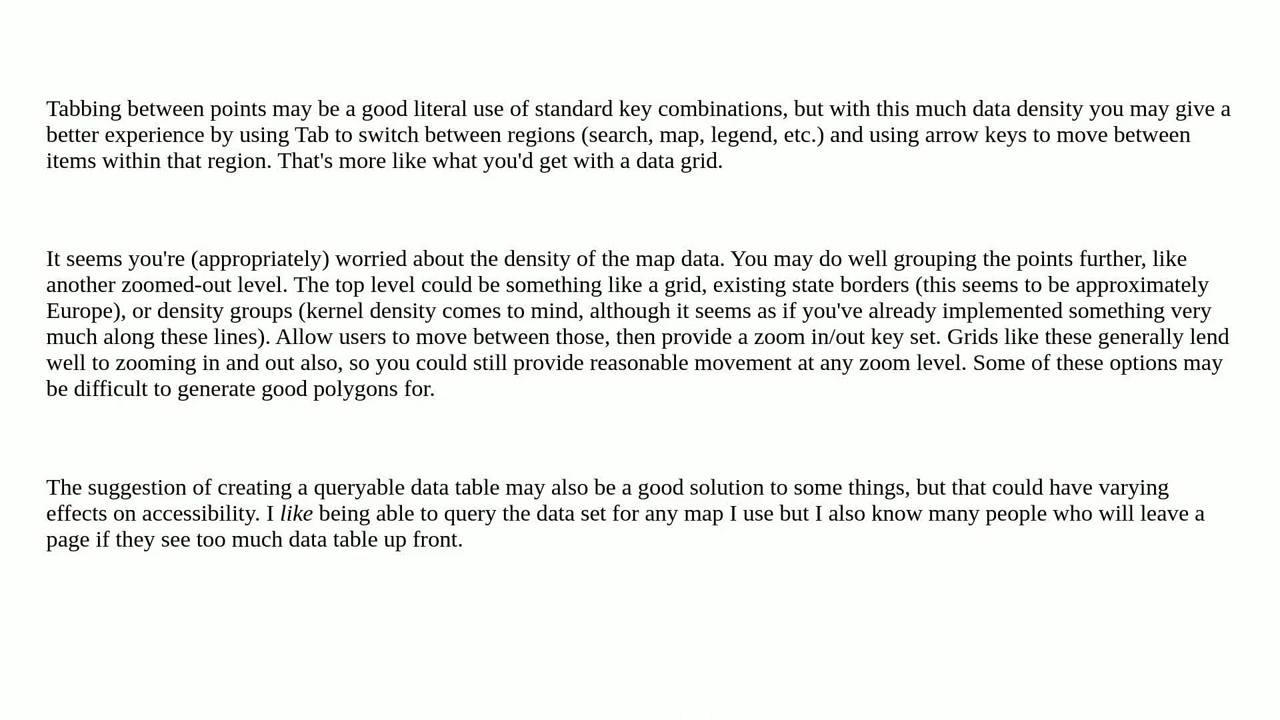 Tabbing between points may be a good literal use of standard key combinations, but with this much data density you may give a
better experience by using Tab to switch between regions (search, map, legend, etc.) and using arrow keys to move between
items within that region. That's more like what you'd get with a data grid.
It seems you're (appropriately) worried about the density of the map data. You may do well grouping the points further, like
another zoomed-out level. The top level could be something like a grid, existing state borders (this seems to be approximately
Europe), or density groups (kernel density comes to mind, although it seems as if you've already implemented something very
much along these lines). Allow users to move between those, then provide a zoom in/out key set. Grids like these generally lend
well to zooming in and out also, so you could still provide reasonable movement at any zoom level. Some of these options may
be difficult to generate good polygons for.
The suggestion of creating a queryable data table may also be a good solution to some things, but that could have varying
effects on accessibility. I like being able to query the data set for any map I use but I also know many people who will leave a
page if they see too much data table up front.